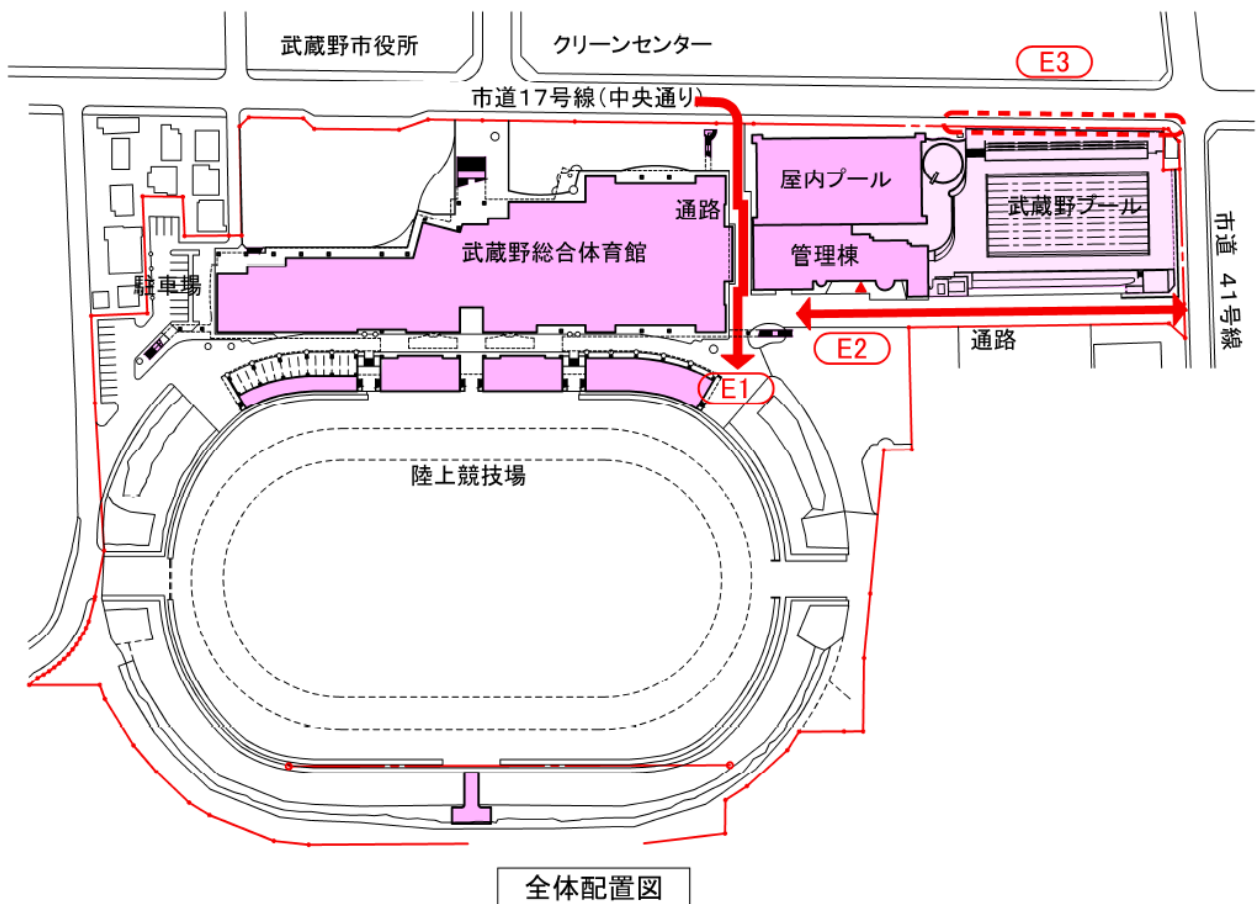 武蔵野市役所
クリーンセンター
E3
市道17号線(中央通り)
屋内プール
通路
武蔵野プール
武蔵野総合体育館
管理棟
市道 41号線
駐車場
E2
通路
E1
陸上競技場
全体配置図